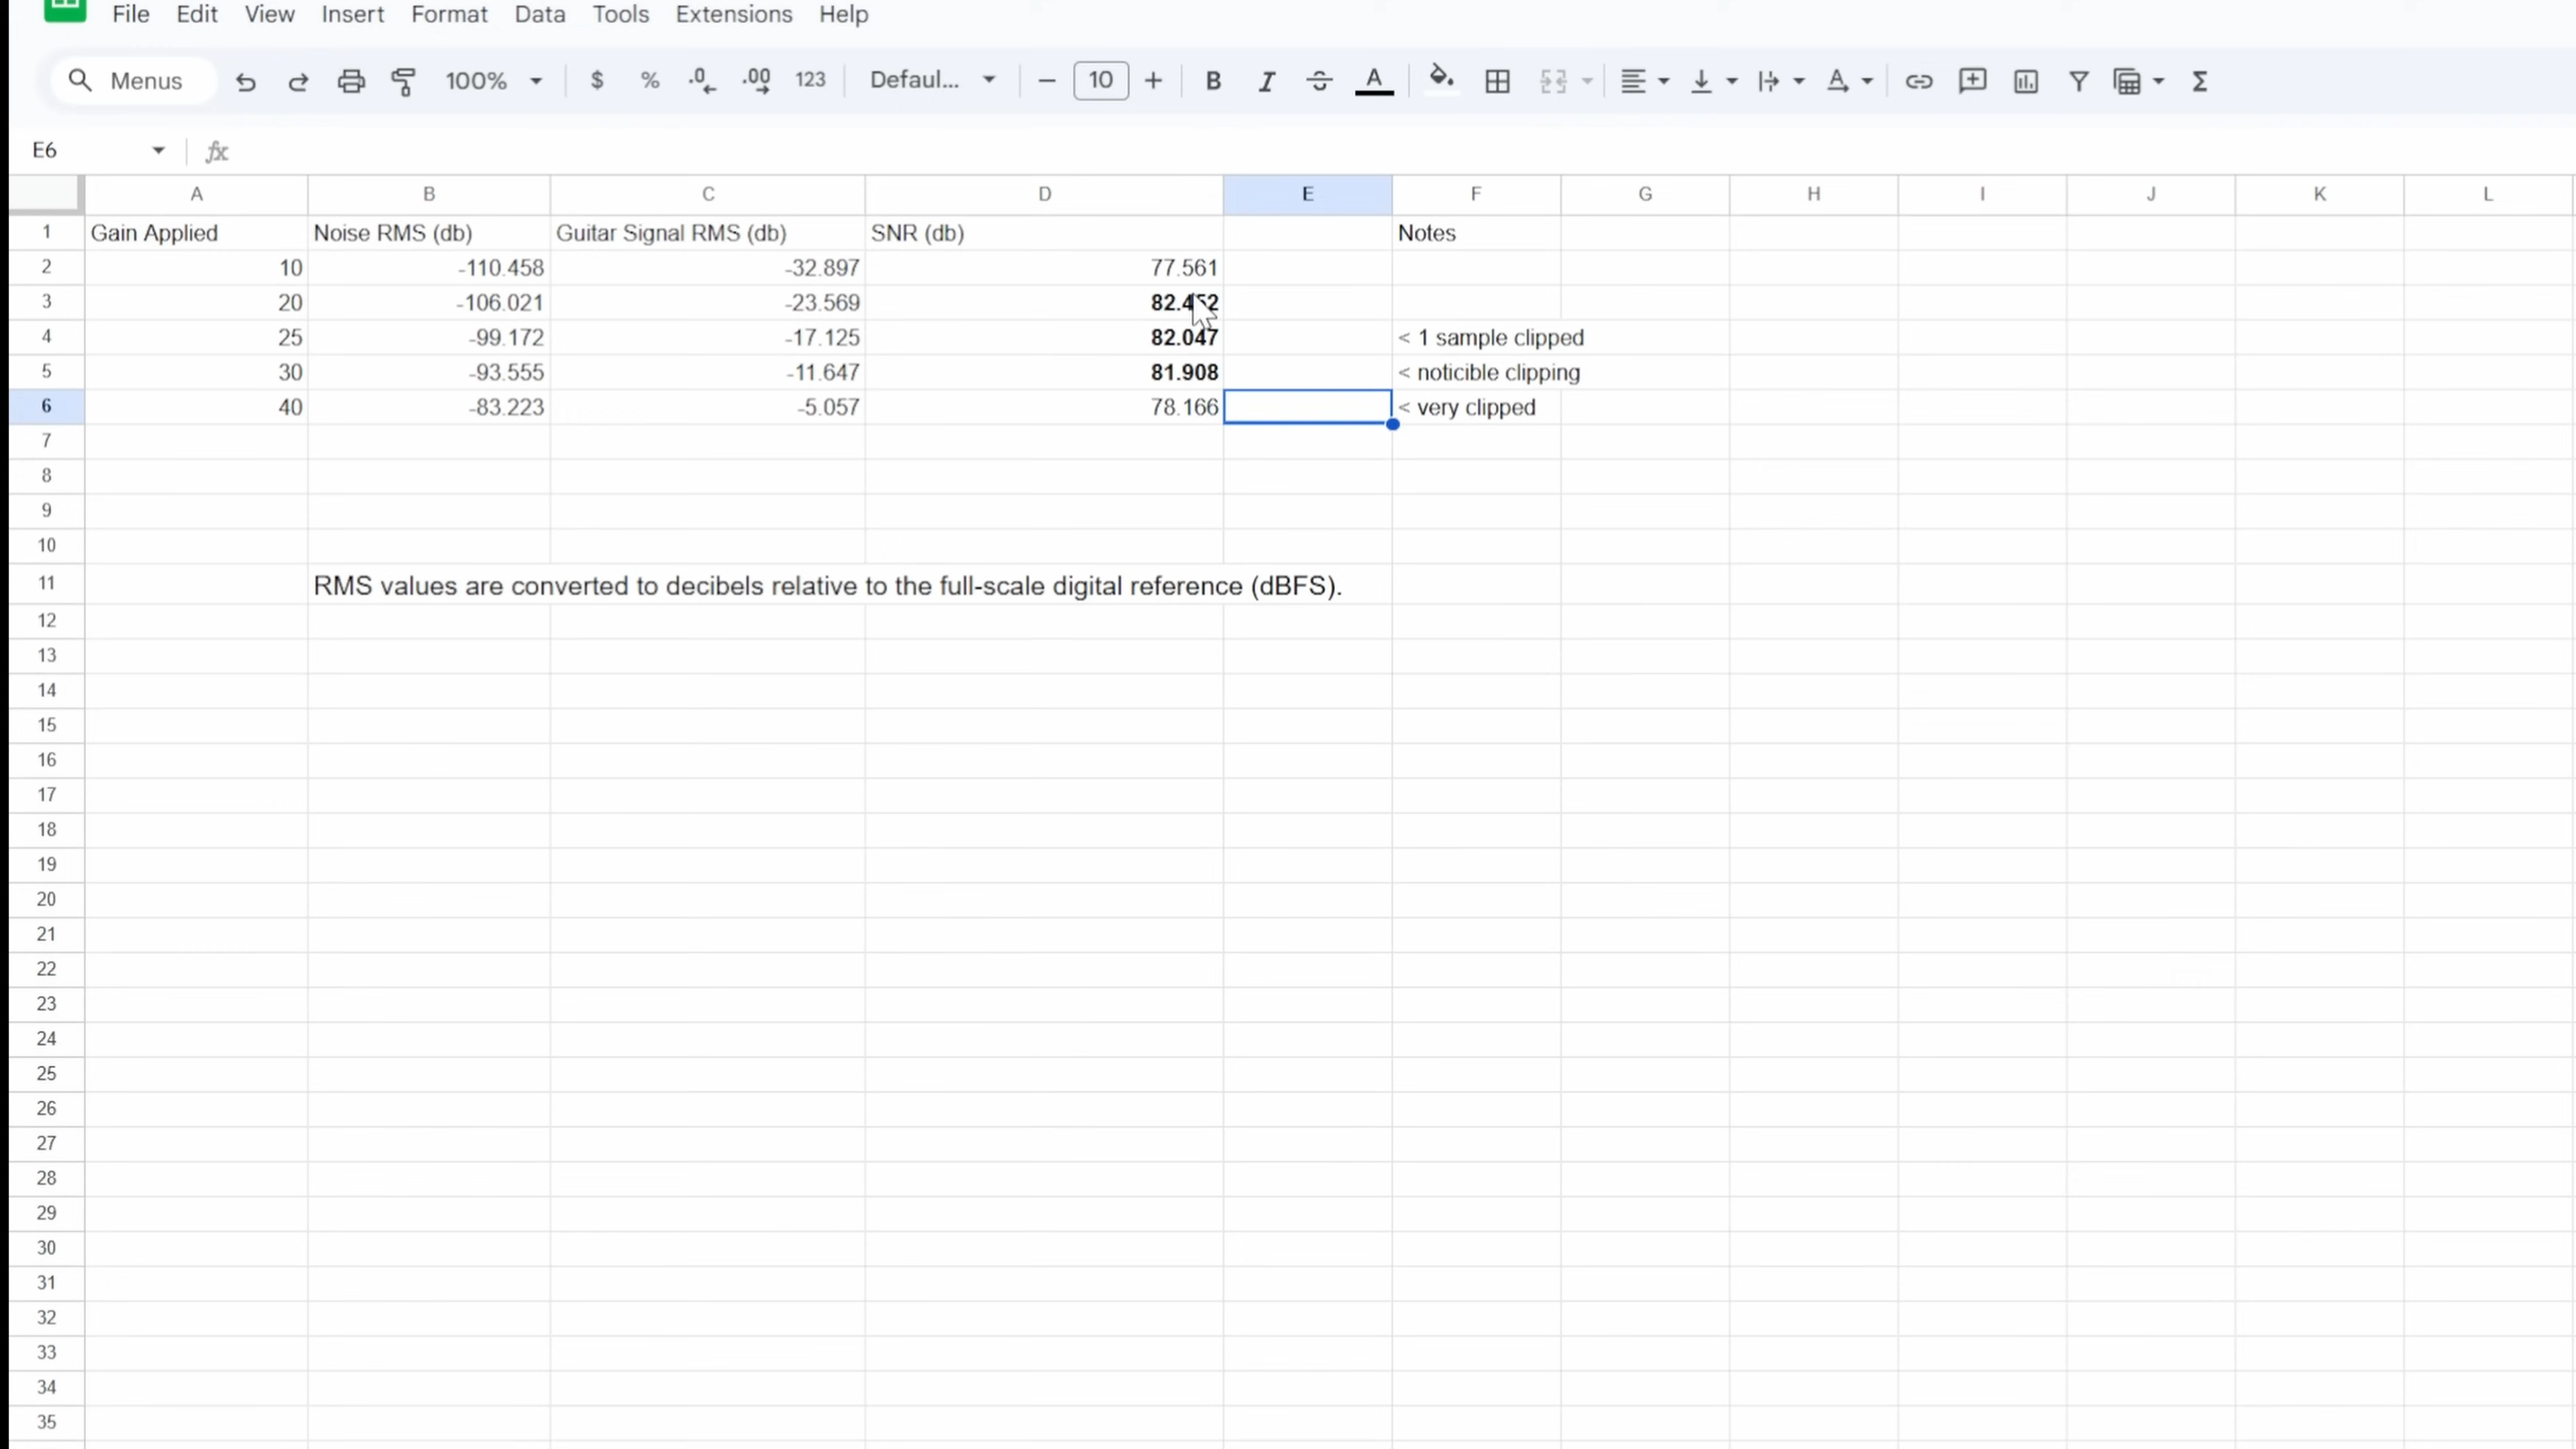 File Edit View Insert Format Data Tools Extensions Help
Menus 100% $ % .0 .00 123 Defaul... 10 B I A A
E6 fx
A B C D E F G H I J K L
1 Gain Applied Noise RMS (db) Guitar Signal RMS (db) SNR (db) Notes
2 10 -110.458 -32.897 77.561
3 20 -106.021 -23.569 82.452
4 25 -99.172 -17.125 82.047 < 1 sample clipped
5 30 -93.555 -11.647 81.908 < noticible clipping
6 40 -83.223 -5.057 78.166 < very clipped
7
8
9
10
11 RMS values are converted to decibels relative to the full-scale digital reference (dBFS).
12
13
14
15
16
17
18
19
20
21
22
23
24
25
26
27
28
29
30
31
32
33
34
35